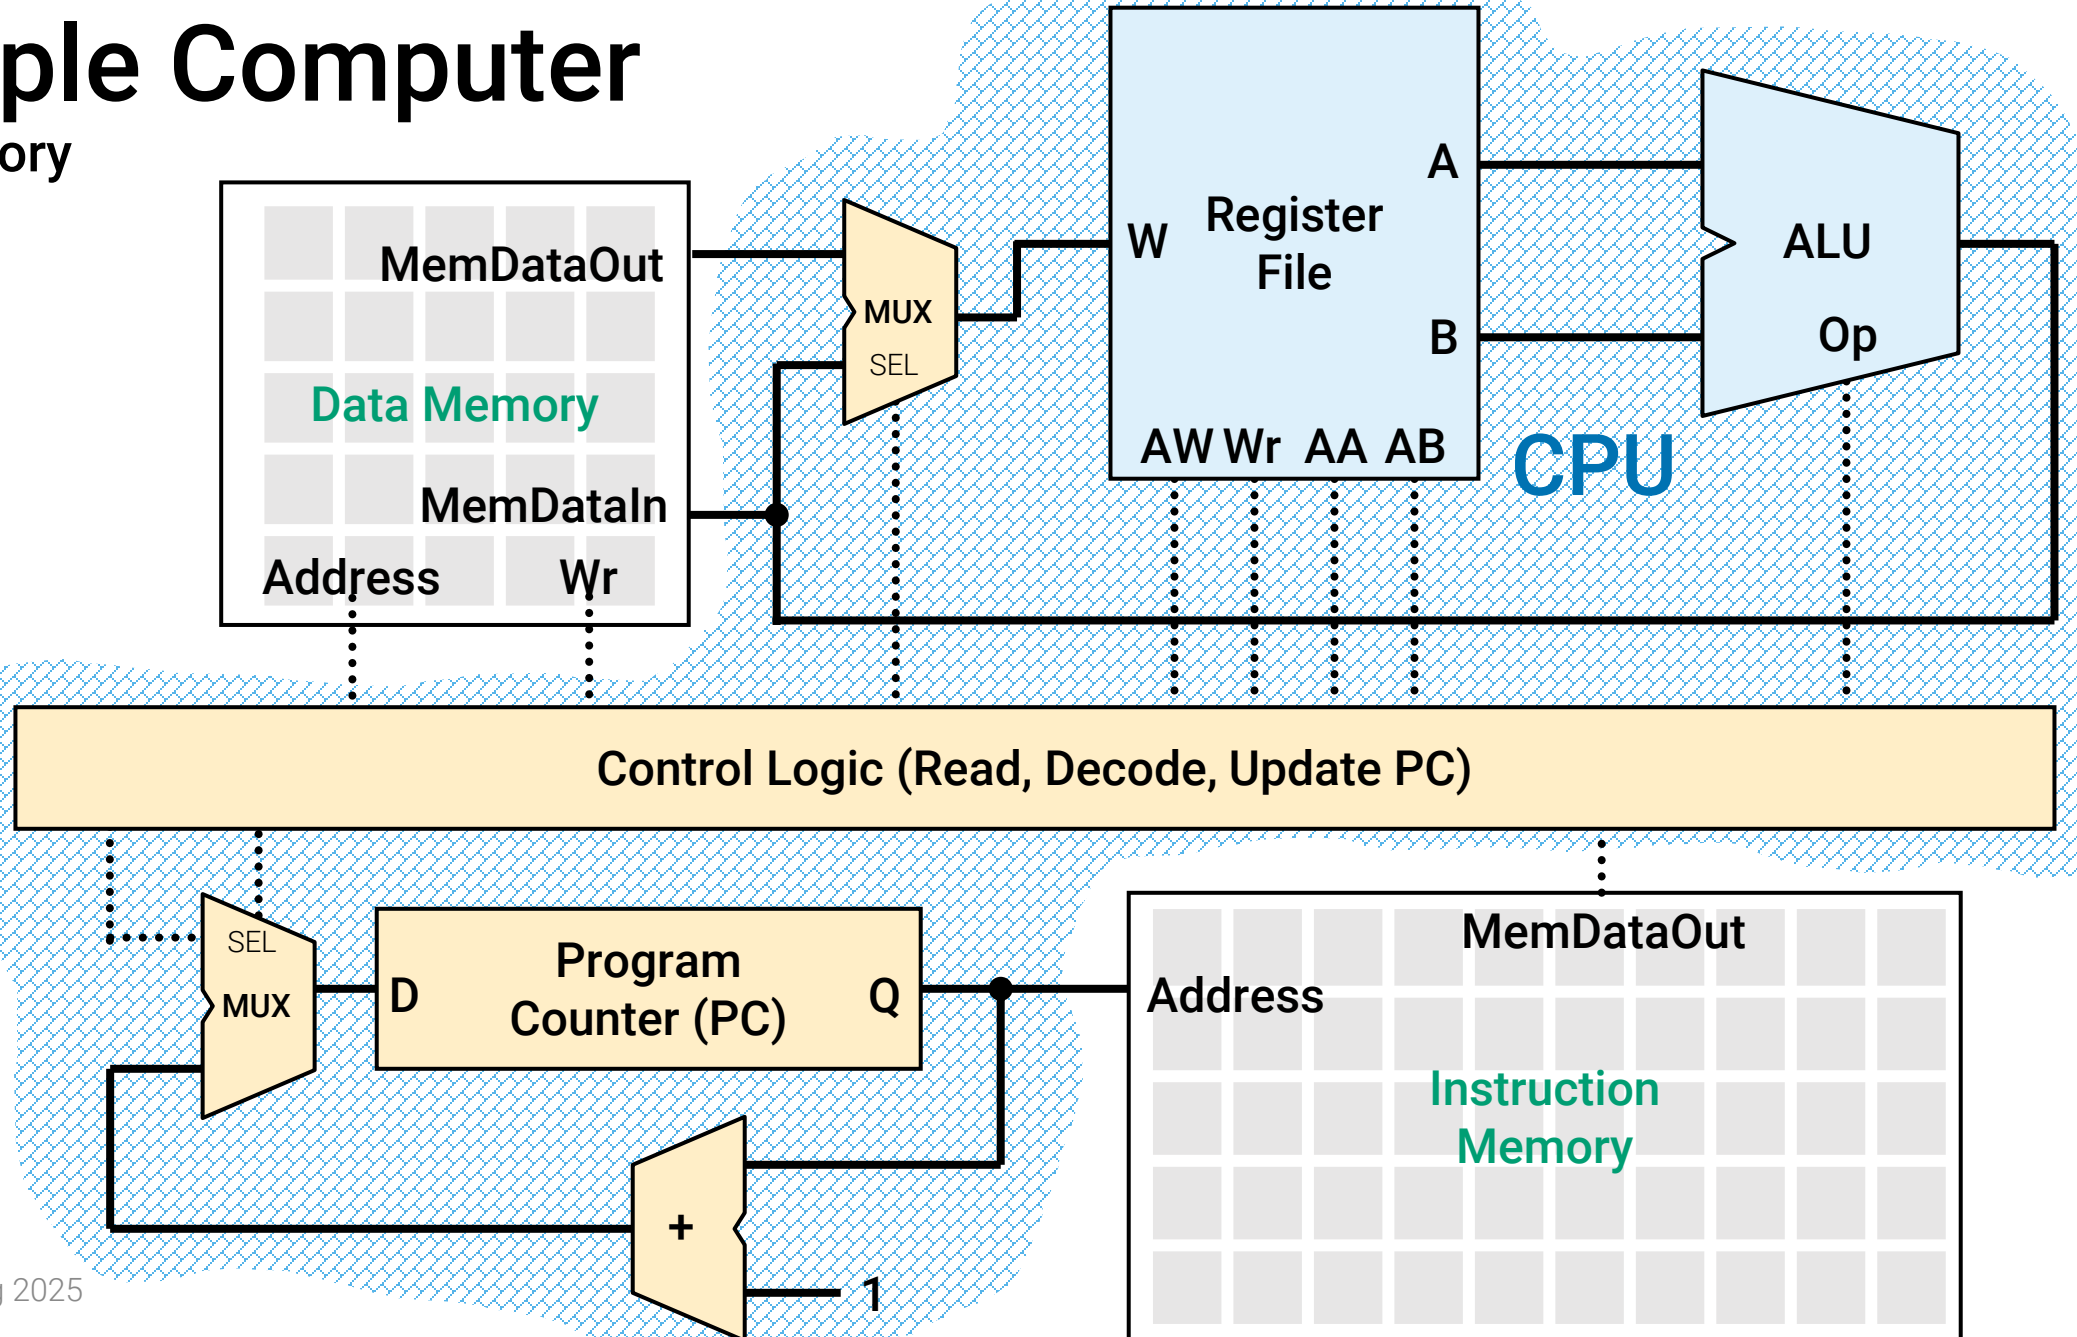 ple Computer
ory
MemDataOut
Data Memory
MemDataIn
Address Wr
MUX
SEL
W
Register
File
A
B
AW Wr AA AB
ALU
Op
CPU
Control Logic (Read, Decode, Update PC)
SEL
MUX
D
Program
Counter (PC)
Q
MemDataOut
Address
Instruction
Memory
+
1
g 2025